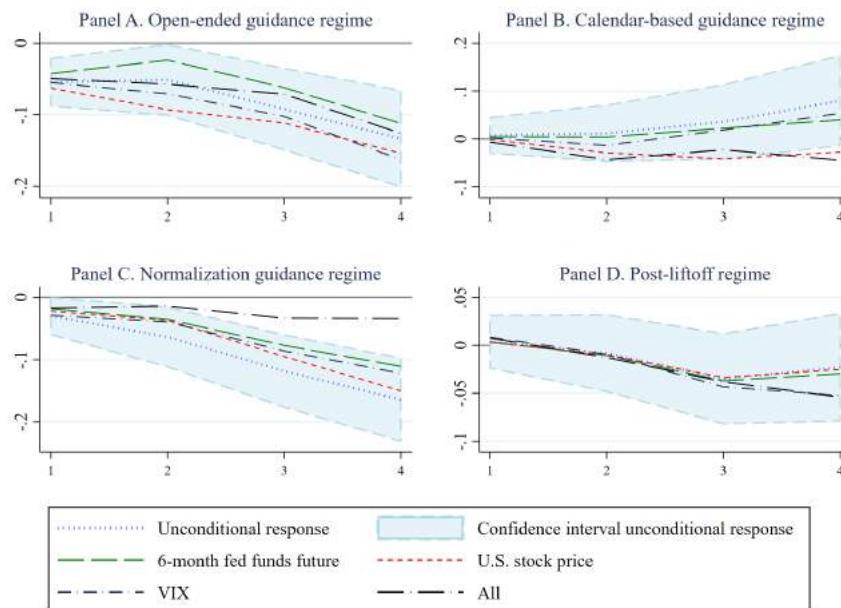 Panel A. Open-ended guidance regime
0
-.1
-.2
1 2 3 4
Panel B. Calendar-based guidance regime
.2
.1
0
-.1
1 2 3 4
Panel C. Normalization guidance regime
0
-.1
-.2
1 2 3 4
Panel D. Post-liftoff regime
.05
0
-.05
-.1
1 2 3 4
Unconditional response
Confidence interval unconditional response
6-month fed funds future
U.S. stock price
VIX
All